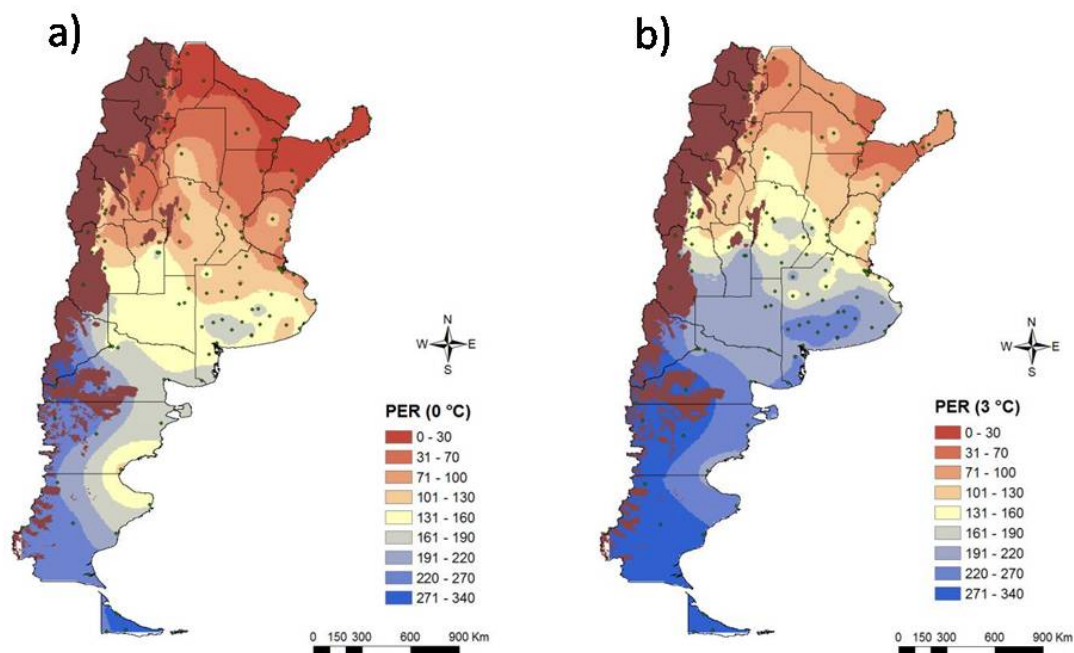 a)
N
W E
S
PER (0 °C)
0 - 30
31 - 70
71 - 100
101 - 130
131 - 160
161 - 190
191 - 220
220 - 270
271 - 340
0 150 300 600 900 Km
b)
N
W E
S
PER (3 °C)
0 - 30
31 - 70
71 - 100
101 - 130
131 - 160
161 - 190
191 - 220
220 - 270
271 - 340
0 150 300 600 900 Km